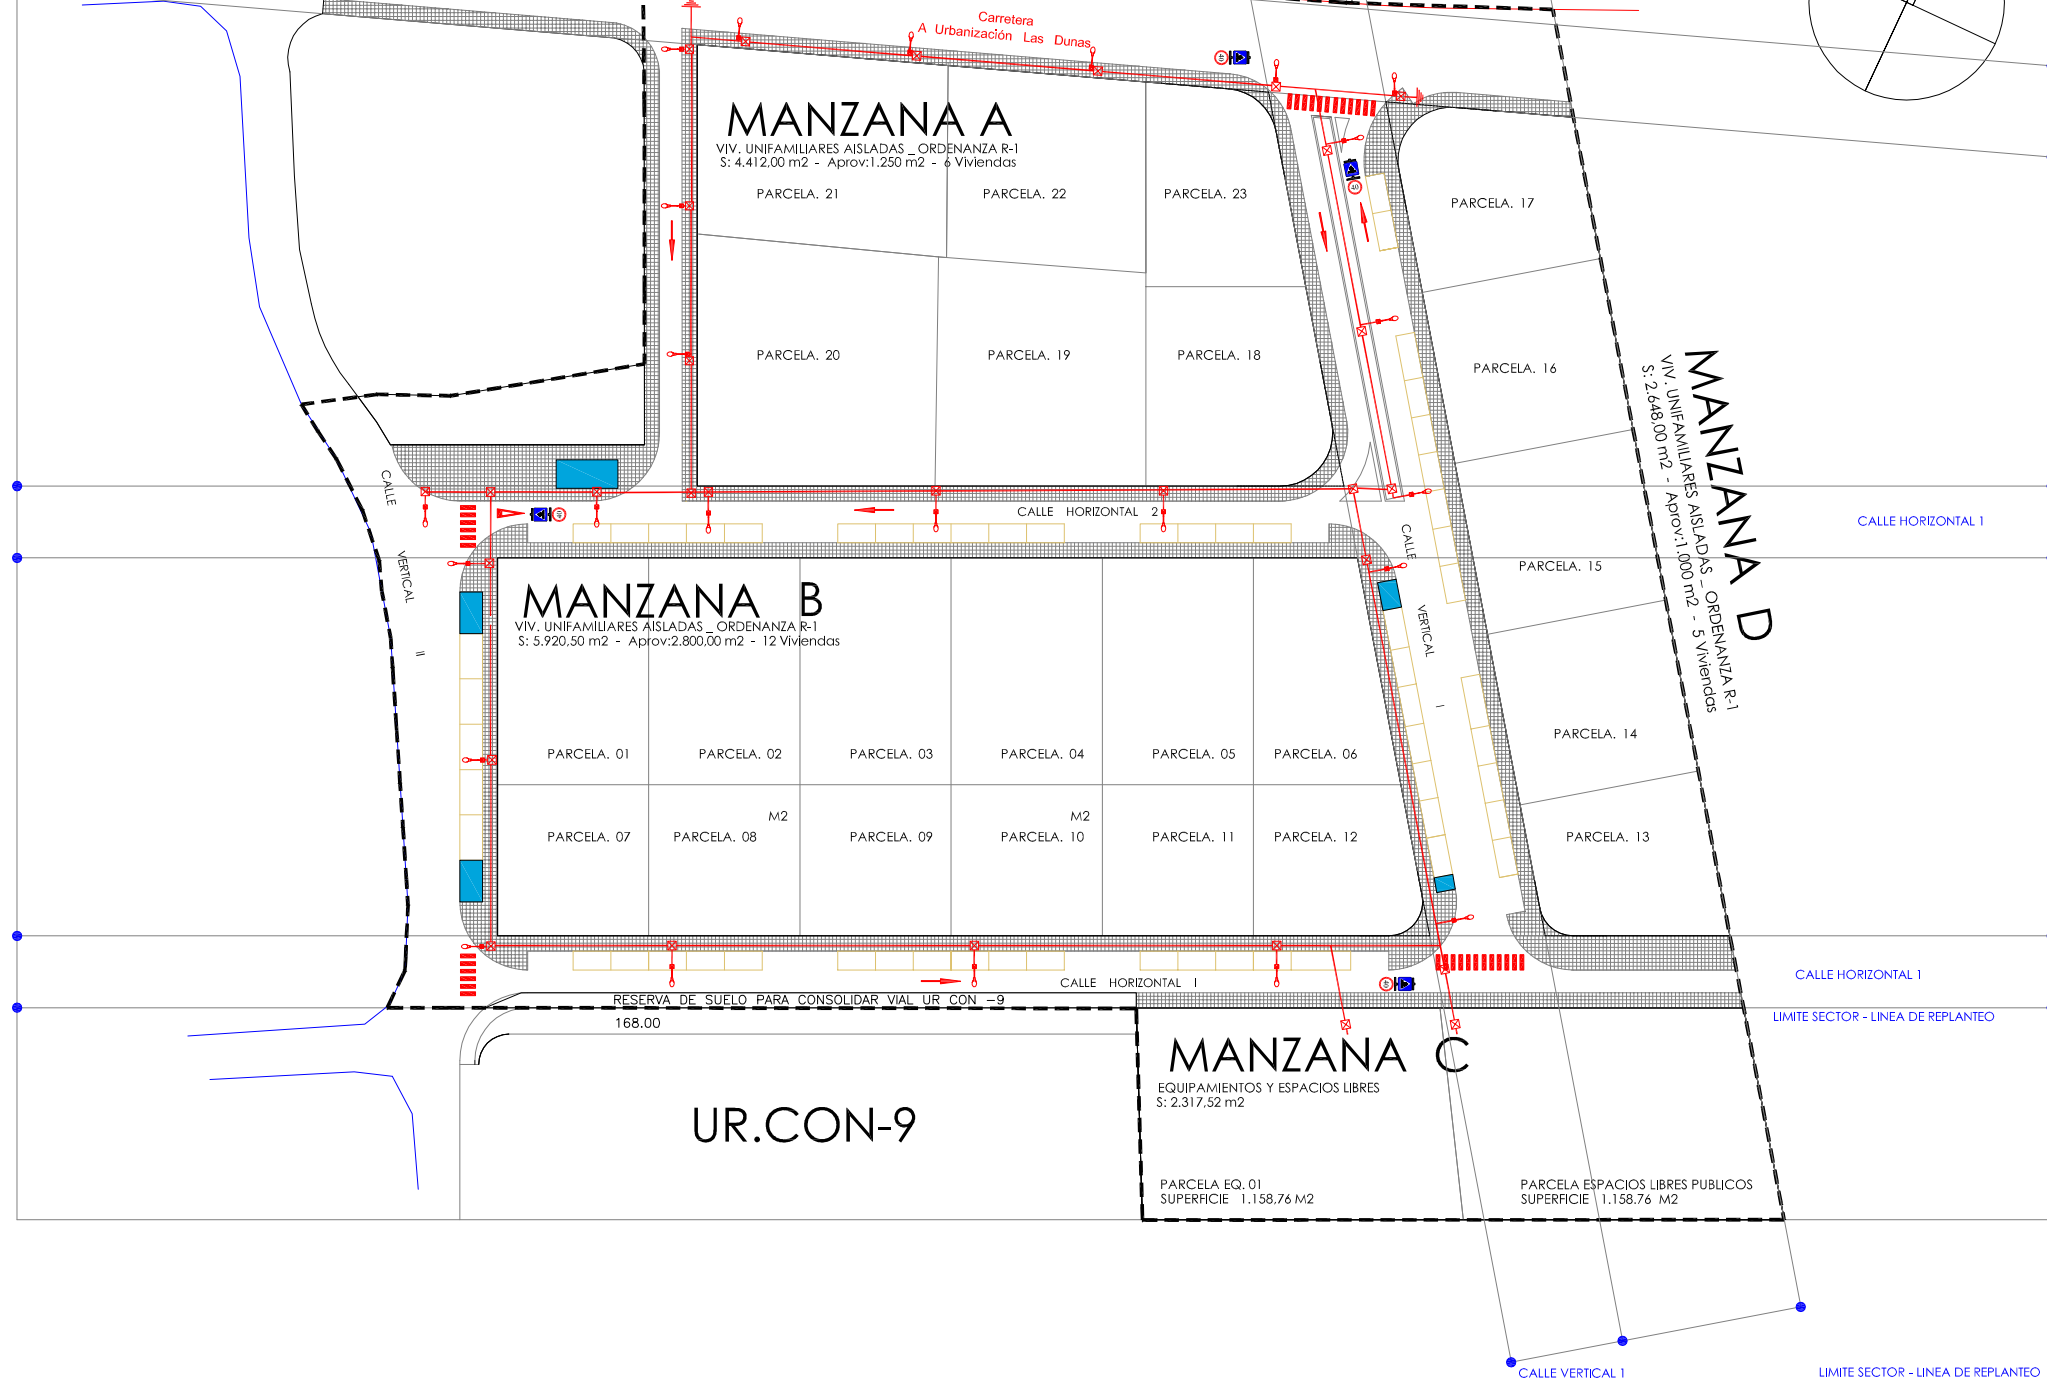 Carretera
A Urbanización Las Dunas
MANZANA A
VIV. UNIFAMILIARES AISLADAS _ ORDENANZA R-1
S: 4.412,00 m2 - Aprov:1.250 m2 - 6 Viviendas
PARCELA. 21
PARCELA. 22
PARCELA. 23
PARCELA. 17
40
PARCELA. 20
PARCELA. 19
PARCELA. 18
PARCELA. 16
MANZANA D
VIV. UNIFAMILIARES AISLADAS _ ORDENANZA R-1
S: 2.648,00 m2 - Aprov:1.000 m2 - 5 Viviendas
CALLE VERTICAL II
CALLE HORIZONTAL 2
CALLE VERTICAL I
CALLE HORIZONTAL 1
PARCELA. 15
MANZANA B
VIV. UNIFAMILIARES AISLADAS _ ORDENANZA R-1
S: 5.920,50 m2 - Aprov:2.800,00 m2 - 12 Viviendas
PARCELA. 14
PARCELA. 01
PARCELA. 02
PARCELA. 03
PARCELA. 04
PARCELA. 05
PARCELA. 06
M2
M2
PARCELA. 07
PARCELA. 08
PARCELA. 09
PARCELA. 10
PARCELA. 11
PARCELA. 12
PARCELA. 13
CALLE HORIZONTAL I
CALLE HORIZONTAL 1
RESERVA DE SUELO PARA CONSOLIDAR VIAL UR CON -9
168.00
LIMITE SECTOR - LINEA DE REPLANTEO
MANZANA C
EQUIPAMIENTOS Y ESPACIOS LIBRES
S: 2.317,52 m2
UR.CON-9
PARCELA EQ. 01
SUPERFICIE 1.158,76 M2
PARCELA ESPACIOS LIBRES PUBLICOS
SUPERFICIE 1.158.76 M2
CALLE VERTICAL 1
LIMITE SECTOR - LINEA DE REPLANTEO